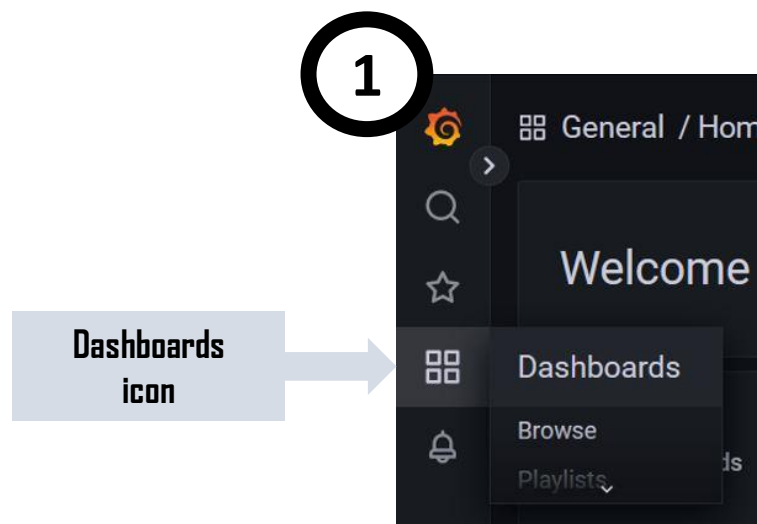 1
General / Hom
Welcome
Dashboards
icon
Dashboards
Browse
Playlists
ds